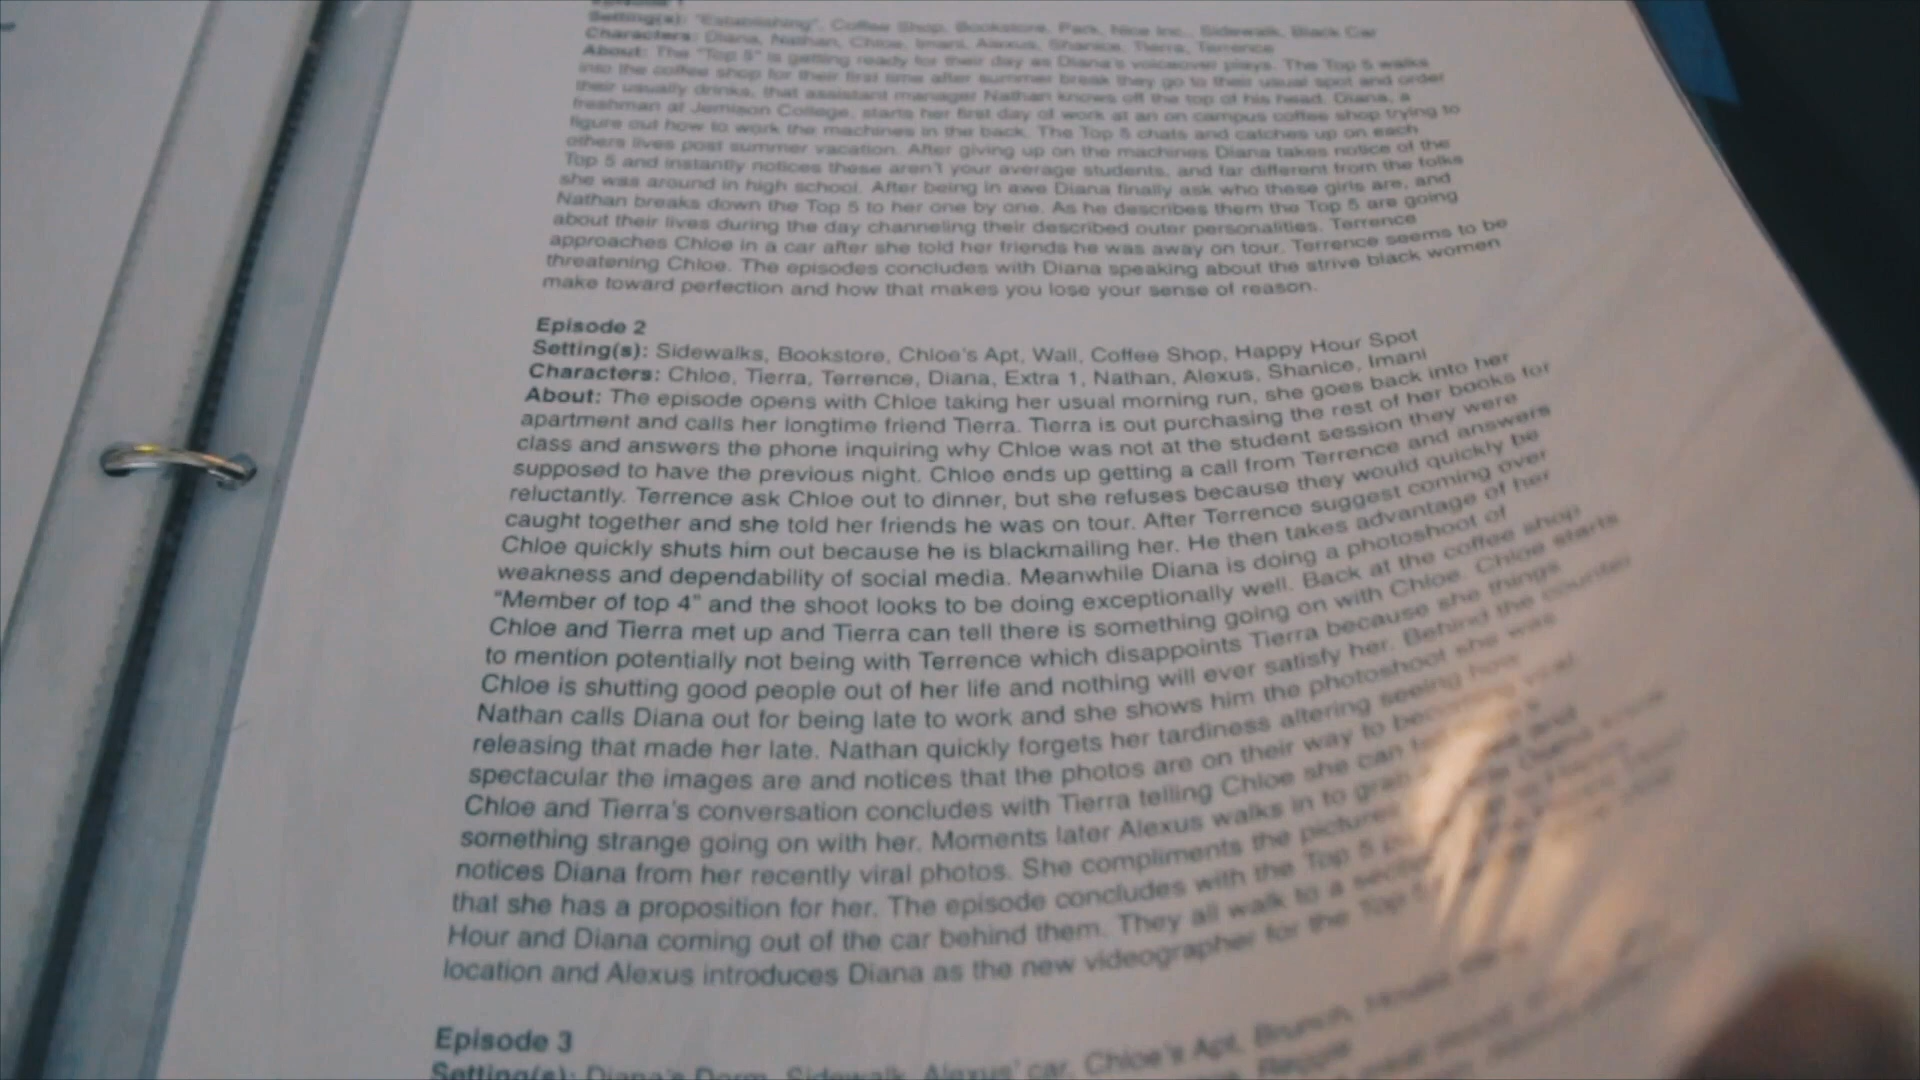 Episode 1
Setting(s): "Establishing", Coffee Shop, Bookstore, Park, Nice Inc., Sidewalk, Black Car
Characters: Diana, Nathan, Chloe, Imani, Alexus, Shanice, Tierra, Terrence
About: The "Top 5" is getting ready for their day as Diana's voiceover plays. The Top 5 walks
into the coffee shop for their first time after summer break they go to their usual spot and order
their usually drinks, that assistant manager Nathan knows off the top of his head. Diana, a
freshman at Jemison College, starts her first day of work at an on campus coffee shop trying to
figure out how to work the machines in the back. The Top 5 chats and catches up on each
others lives post summer vacation. After giving up on the machines Diana takes notice of the
Top 5 and instantly notices these aren't your average students, and far different from the folks
she was around in high school. After being in awe Diana finally ask who these girls are, and
Nathan breaks down the Top 5 to her one by one. As he describes them the Top 5 are going
about their lives during the day channeling their described outer personalities. Terrence
approaches Chloe in a car after she told her friends he was away on tour. Terrence seems to be
threatening Chloe. The episodes concludes with Diana speaking about the strive black women
make toward perfection and how that makes you lose your sense of reason.
Episode 2
Setting(s): Sidewalks, Bookstore, Chloe's Apt, Wall, Coffee Shop, Happy Hour Spot
Characters: Chloe, Tierra, Terrence, Diana, Extra 1, Nathan, Alexus, Shanice, Imani
About: The episode opens with Chloe taking her usual morning run, she goes back into her
apartment and calls her longtime friend Tierra. Tierra is out purchasing the rest of her books for
class and answers the phone inquiring why Chloe was not at the student session they were
supposed to have the previous night. Chloe ends up getting a call from Terrence and answers
reluctantly. Terrence ask Chloe out to dinner, but she refuses because they would quickly be
caught together and she told her friends he was on tour. After Terrence suggest coming over
Chloe quickly shuts him out because he is blackmailing her. He then takes advantage of her
weakness and dependability of social media. Meanwhile Diana is doing a photoshoot of
"Member of top 4" and the shoot looks to be doing exceptionally well. Back at the coffee shop
Chloe and Tierra met up and Tierra can tell there is something going on with Chloe. Chloe starts
to mention potentially not being with Terrence which disappoints Tierra because she things
Chloe is shutting good people out of her life and nothing will ever satisfy her. Behind the counter
Nathan calls Diana out for being late to work and she shows him the photoshoot she was
releasing that made her late. Nathan quickly forgets her tardiness altering seeing how
spectacular the images are and notices that the photos are on their way to becoming viral.
Chloe and Tierra's conversation concludes with Tierra telling Chloe she can
something strange going on with her. Moments later Alexus walks in to grab and
notices Diana from her recently viral photos. She compliments the pictures Diana
that she has a proposition for her. The episode concludes with the Top 5
Hour and Diana coming out of the car behind them. They all walk to a
location and Alexus introduces Diana as the new videographer for the Top
Episode 3
Setting(s): Diana's Dorm, Sidewalk, Alexus' car, Chloe's Apt, Brunch,